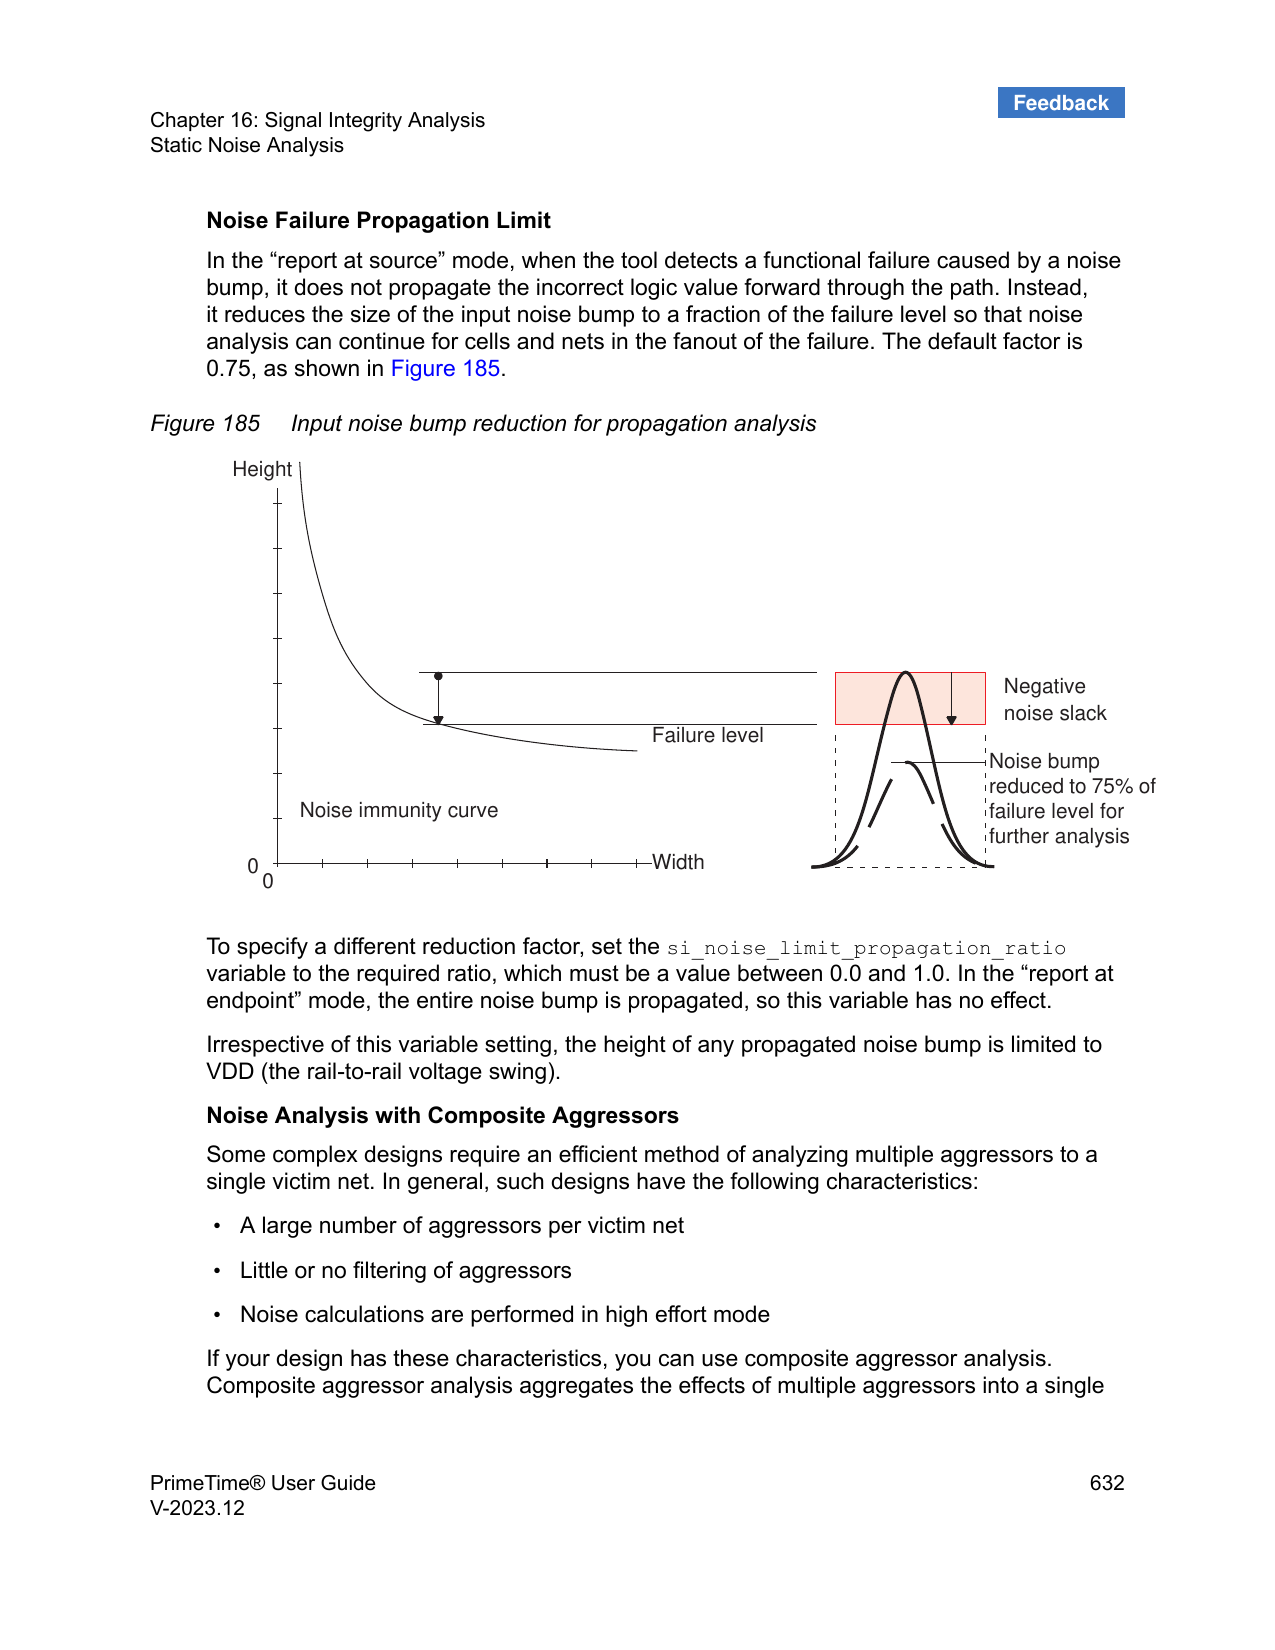 Feedback
Chapter 16: Signal Integrity Analysis
Static Noise Analysis
Noise Failure Propagation Limit
In the “report at source” mode, when the tool detects a functional failure caused by a noise
bump, it does not propagate the incorrect logic value forward through the path. Instead,
it reduces the size of the input noise bump to a fraction of the failure level so that noise
analysis can continue for cells and nets in the fanout of the failure. The default factor is
0.75, as shown in Figure 185.
Figure 185 Input noise bump reduction for propagation analysis
Height
Negative
noise slack
Failure level
Noise bump
reduced to 75% of
failure level for
further analysis
Noise immunity curve
0
0
Width
To specify a different reduction factor, set the si_noise_limit_propagation_ratio
variable to the required ratio, which must be a value between 0.0 and 1.0. In the “report at
endpoint” mode, the entire noise bump is propagated, so this variable has no effect.
Irrespective of this variable setting, the height of any propagated noise bump is limited to
VDD (the rail-to-rail voltage swing).
Noise Analysis with Composite Aggressors
Some complex designs require an efficient method of analyzing multiple aggressors to a
single victim net. In general, such designs have the following characteristics:
• A large number of aggressors per victim net
• Little or no filtering of aggressors
• Noise calculations are performed in high effort mode
If your design has these characteristics, you can use composite aggressor analysis.
Composite aggressor analysis aggregates the effects of multiple aggressors into a single
PrimeTime® User Guide
V-2023.12
632